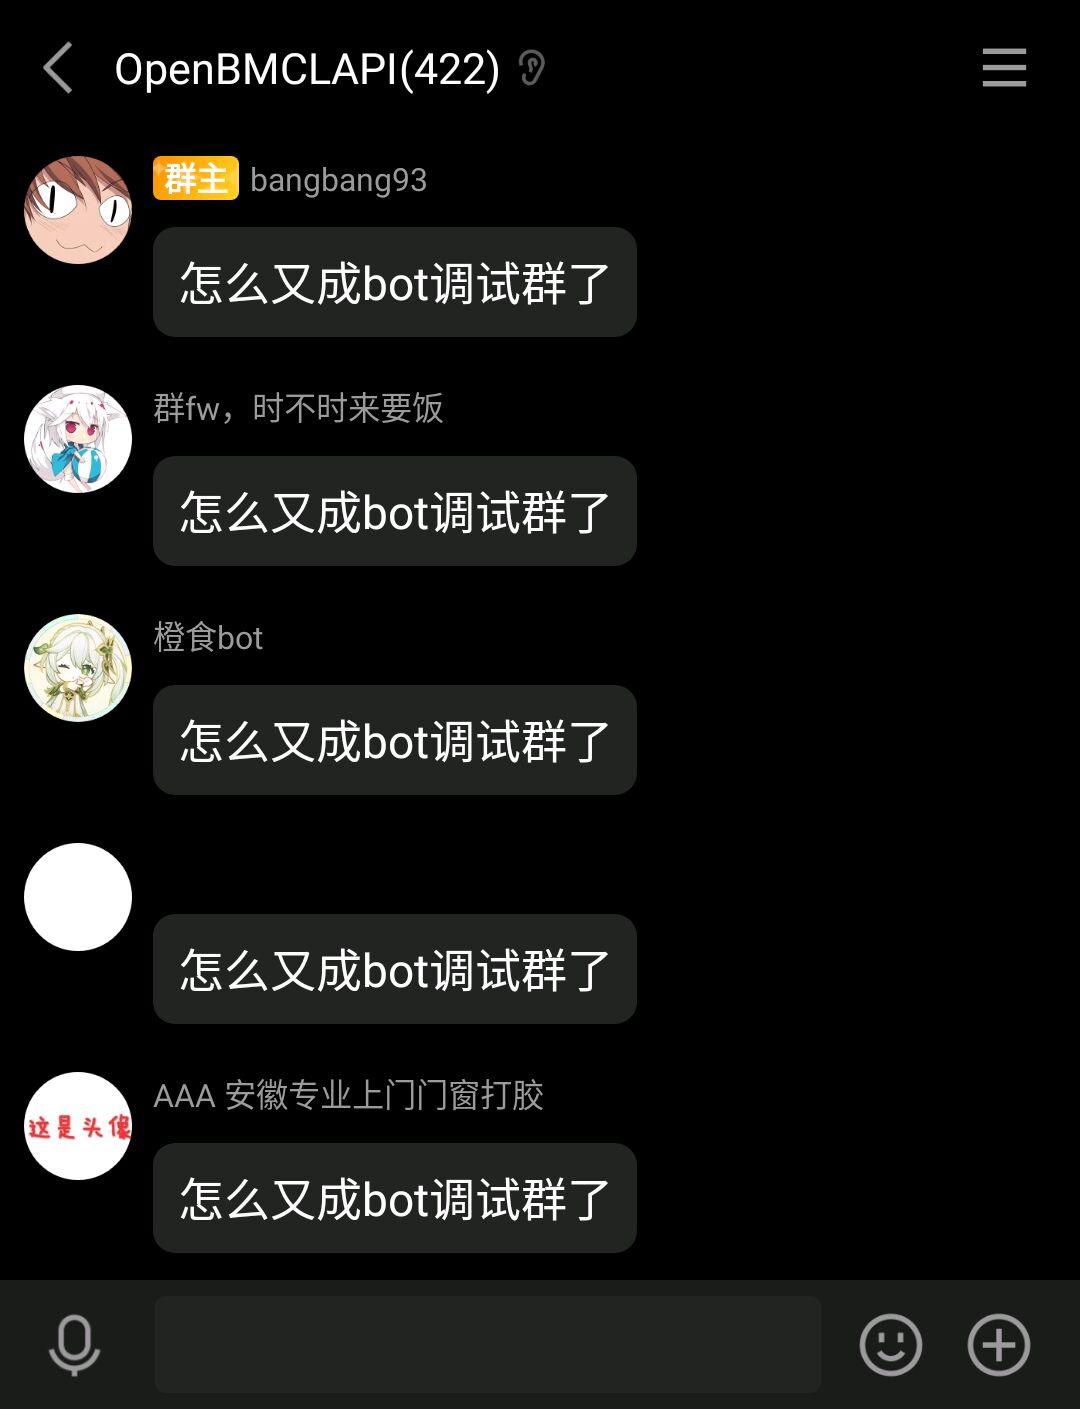 OpenBMCLAPI(422)
群主 bangbang93
怎么又成bot调试群了
群fw，时不时来要饭
怎么又成bot调试群了
橙食bot
怎么又成bot调试群了
怎么又成bot调试群了
AAA 安徽专业上门门窗打胶
这是头像
怎么又成bot调试群了